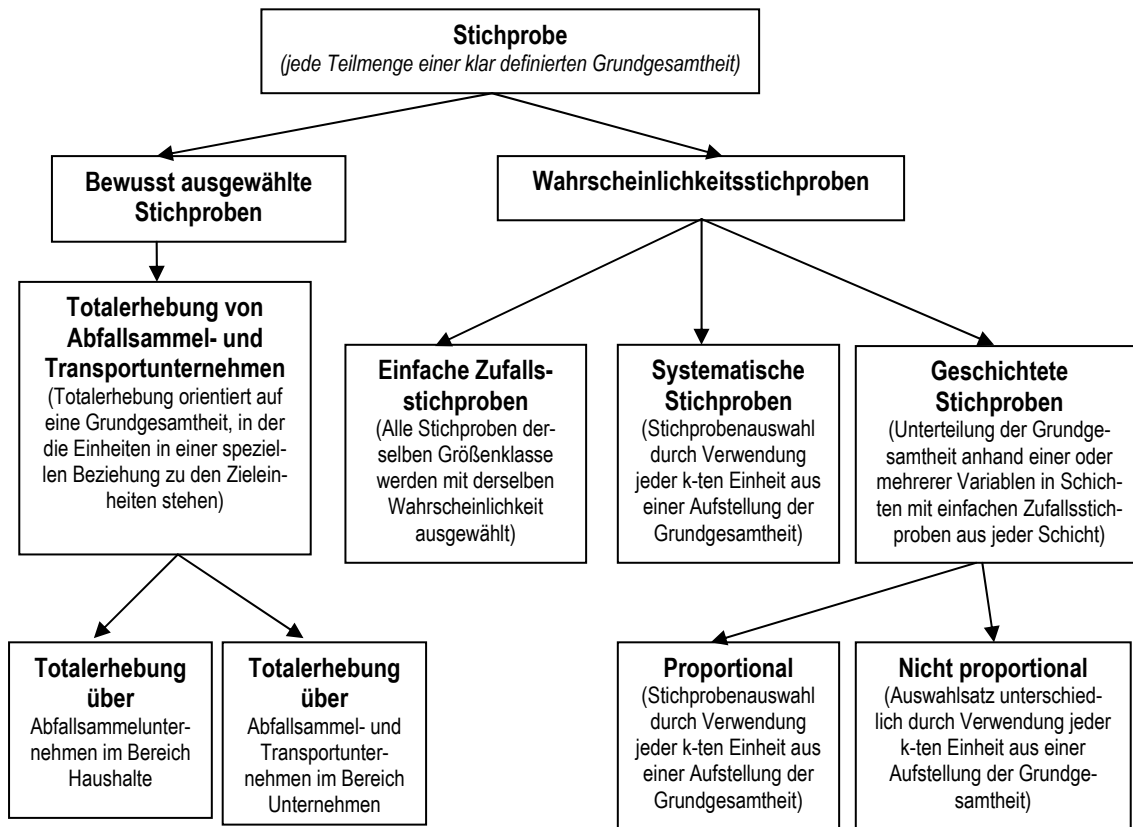 Stichprobe
(jede Teilmenge einer klar definierten Grundgesamtheit)
Bewusst ausgewählte
Stichproben
Wahrscheinlichkeitsstichproben
Totalerhebung von
Abfallsammel- und
Transportunternehmen
(Totalerhebung orientiert auf
eine Grundgesamtheit, in der
die Einheiten in einer speziel-
len Beziehung zu den Zielein-
heiten stehen)
Einfache Zufalls-
stichproben
(Alle Stichproben der-
selben Größenklasse
werden mit derselben
Wahrscheinlichkeit
ausgewählt)
Systematische
Stichproben
(Stichprobenauswahl
durch Verwendung
jeder k-ten Einheit aus
einer Aufstellung der
Grundgesamtheit)
Geschichtete
Stichproben
(Unterteilung der Grundge-
samtheit anhand einer oder
mehrerer Variablen in Schich-
ten mit einfachen Zufallsstich-
proben aus jeder Schicht)
Totalerhebung
über
Abfallsammelunter-
nehmen im Bereich
Haushalte
Totalerhebung
über
Abfallsammel- und
Transportunter-
nehmen im Bereich
Unternehmen
Proportional
(Stichprobenauswahl
durch Verwendung
jeder k-ten Einheit aus
einer Aufstellung der
Grundgesamtheit)
Nicht proportional
(Auswahlsatz unterschied-
lich durch Verwendung jeder
k-ten Einheit aus einer
Aufstellung der Grundge-
samtheit)